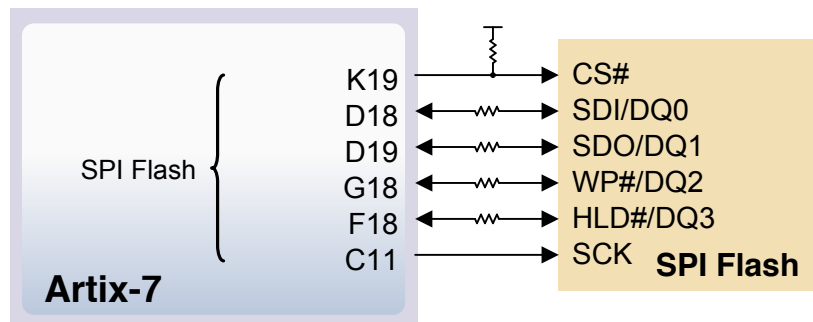 K19 CS#
D18 SDI/DQ0
D19 SDO/DQ1
SPI Flash G18 WP#/DQ2
F18 HLD#/DQ3
C11 SCK
Artix-7 SPI Flash